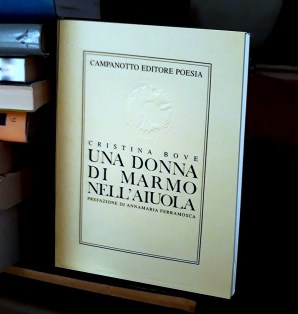 CAMPANOTTO EDITORE POESIA
CRISTINA BOVE
UNA DONNA
DI MARMO
NELL'AIUOLA
PREFAZIONE DI ANNAMARIA FERRAMOSCA